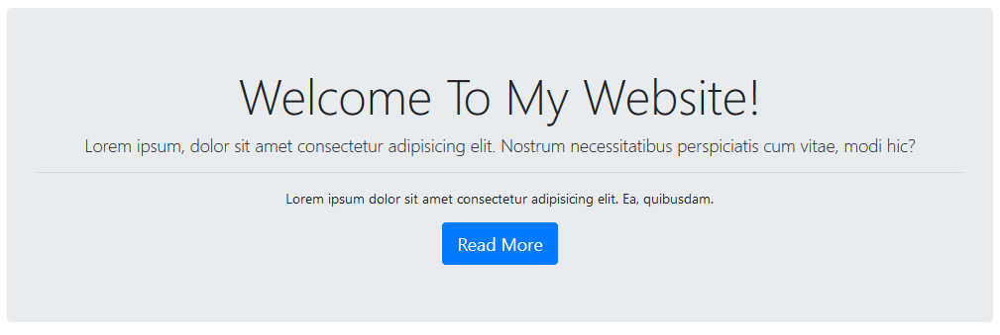 Welcome To My Website!
Lorem ipsum, dolor sit amet consectetur adipisicing elit. Nostrum necessitatibus perspiciatis cum vitae, modi hic?
Lorem ipsum dolor sit amet consectetur adipisicing elit. Ea, quibusdam.
Read More